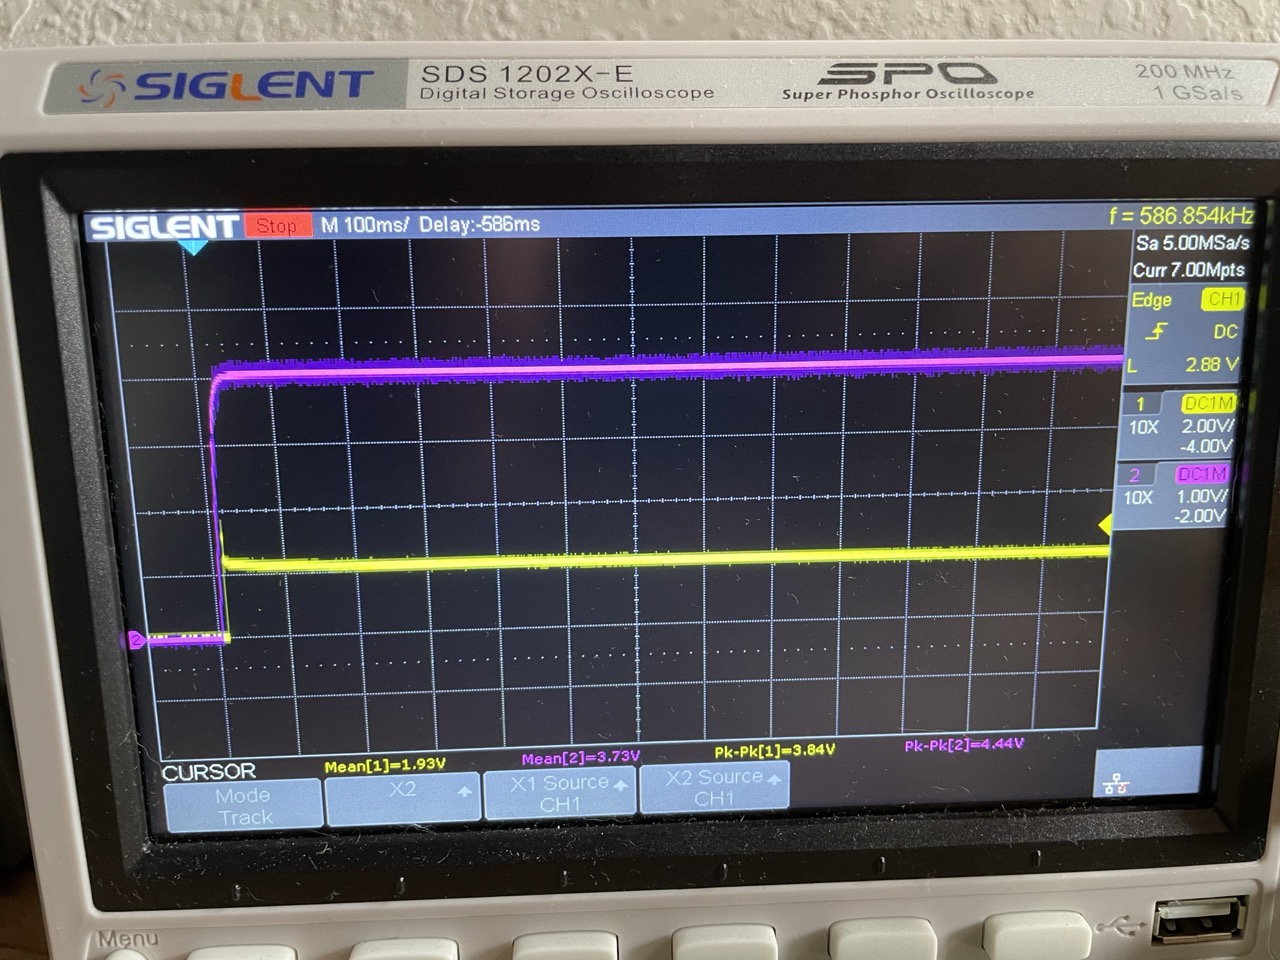 SIGLENT SDS 1202X-E SPO 200 MHz
Digital Storage Oscilloscope Super Phosphor Oscilloscope 1 GSa/s
SIGLENT Stop M 100ms/ Delay:-586ms f = 586.854kHz
Sa 5.00MSa/s
Curr 7.00Mpts
Edge CH1
DC
L 2.88 V
1 DC1M
10X 2.00V/
-4.00V
2 DC1M
10X 1.00V/
-2.00V
2
Mean[1]=1.93V Mean[2]=3.73V Pk-Pk[1]=3.84V Pk-Pk[2]=4.44V
CURSOR
Mode
Track
X2
X1 Source
CH1
X2 Source
CH1
Menu